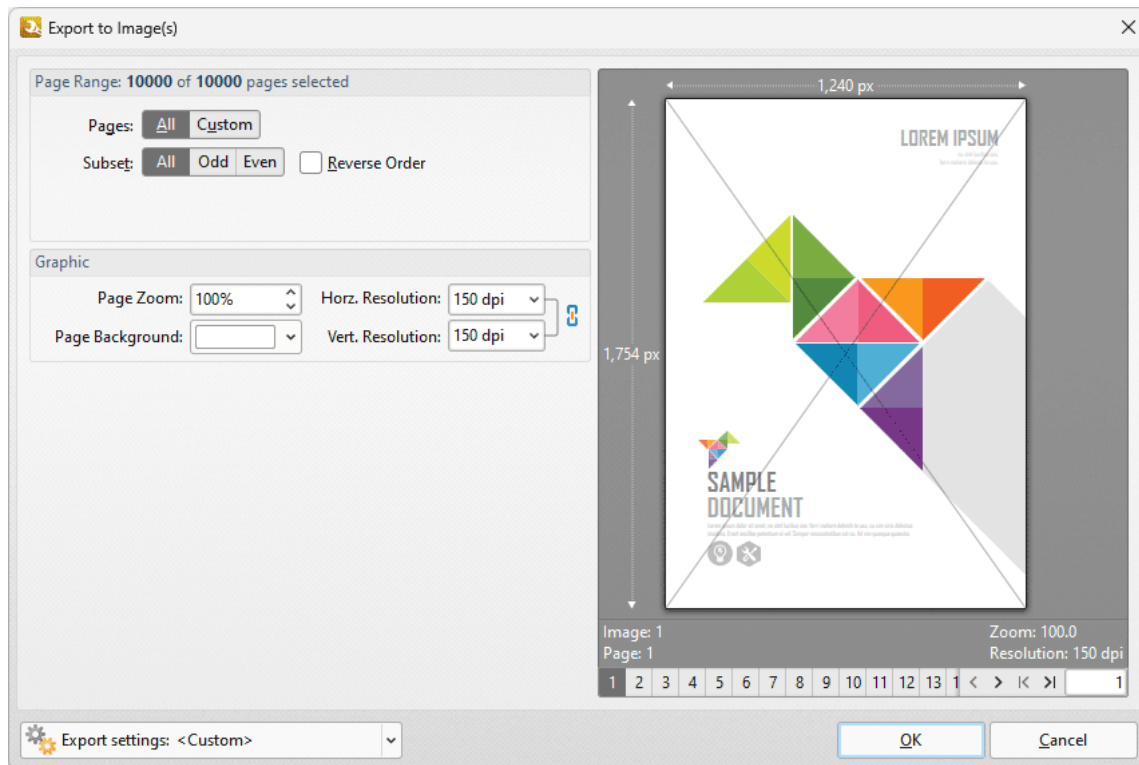 Export to Image(s)
Page Range: 10000 of 10000 pages selected
Pages: All Custom
Subset: All Odd Even Reverse Order
Graphic
Page Zoom: 100% Horz. Resolution: 150 dpi
Page Background: Vert. Resolution: 150 dpi
1,240 px
1,754 px
LOREM IPSUM
SAMPLE
DOCUMENT
Image: 1 Zoom: 100.0
Page: 1 Resolution: 150 dpi
1 2 3 4 5 6 7 8 9 10 11 12 13 1 1
Export settings: <Custom> OK Cancel